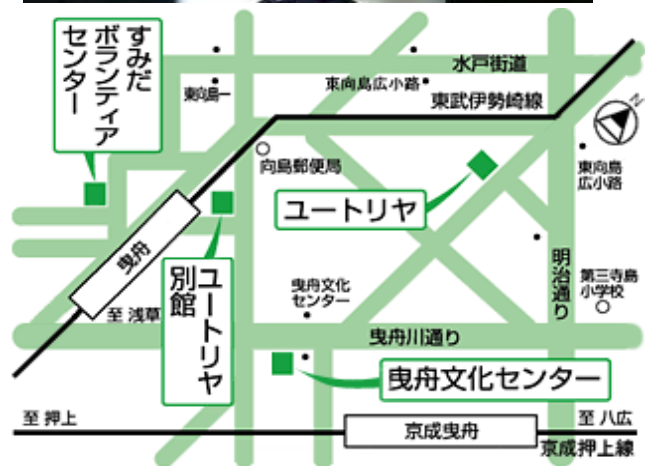 すみだ
ボランティア
センター
東向島一
東向島広小路
水戸街道
東武伊勢崎線
N
向島郵便局
東向島
広小路
ユートリヤ
曳舟
ユートリヤ
別館
至 浅草
曳舟文化
センター
明治通り
第三寺島
小学校
曳舟川通り
曳舟文化センター
至 押上
京成曳舟
至 八広
京成押上線